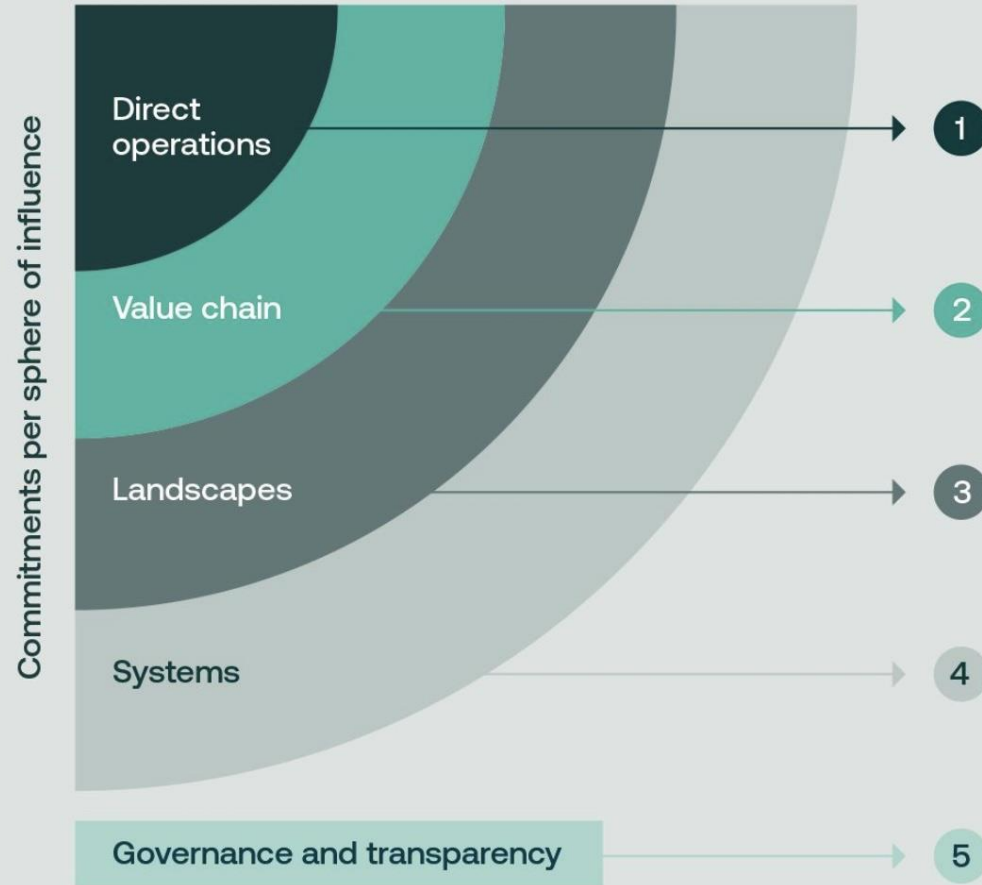 Commitments per sphere of influence
Direct
operations
1
Value chain
2
Landscapes
3
Systems
4
Governance and transparency
5